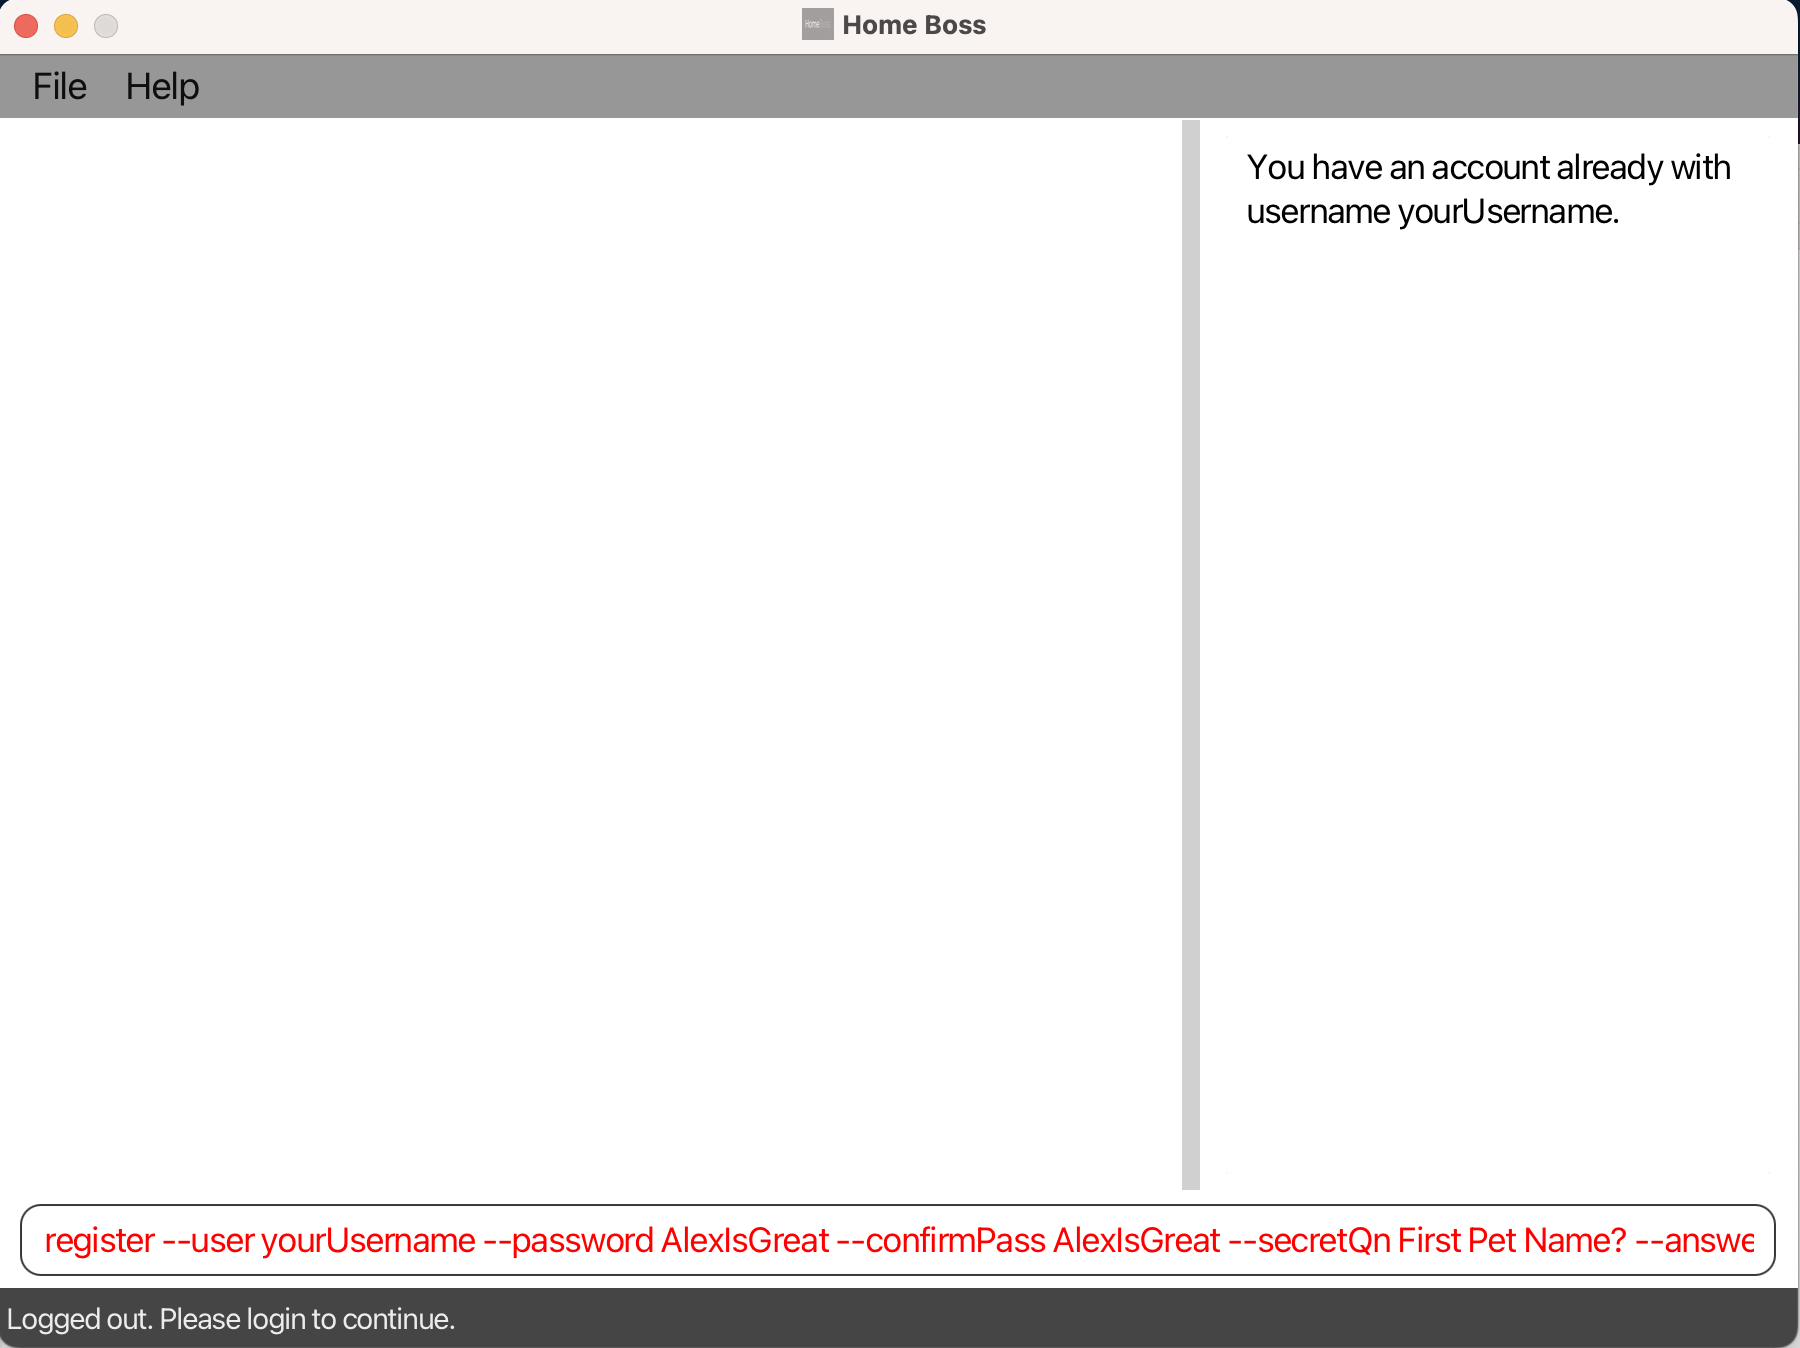 Home Boss
File Help
You have an account already with
username yourUsername.
register --user yourUsername --password AlexIsGreat --confirmPass AlexIsGreat --secretQn First Pet Name? --answe
Logged out. Please login to continue.